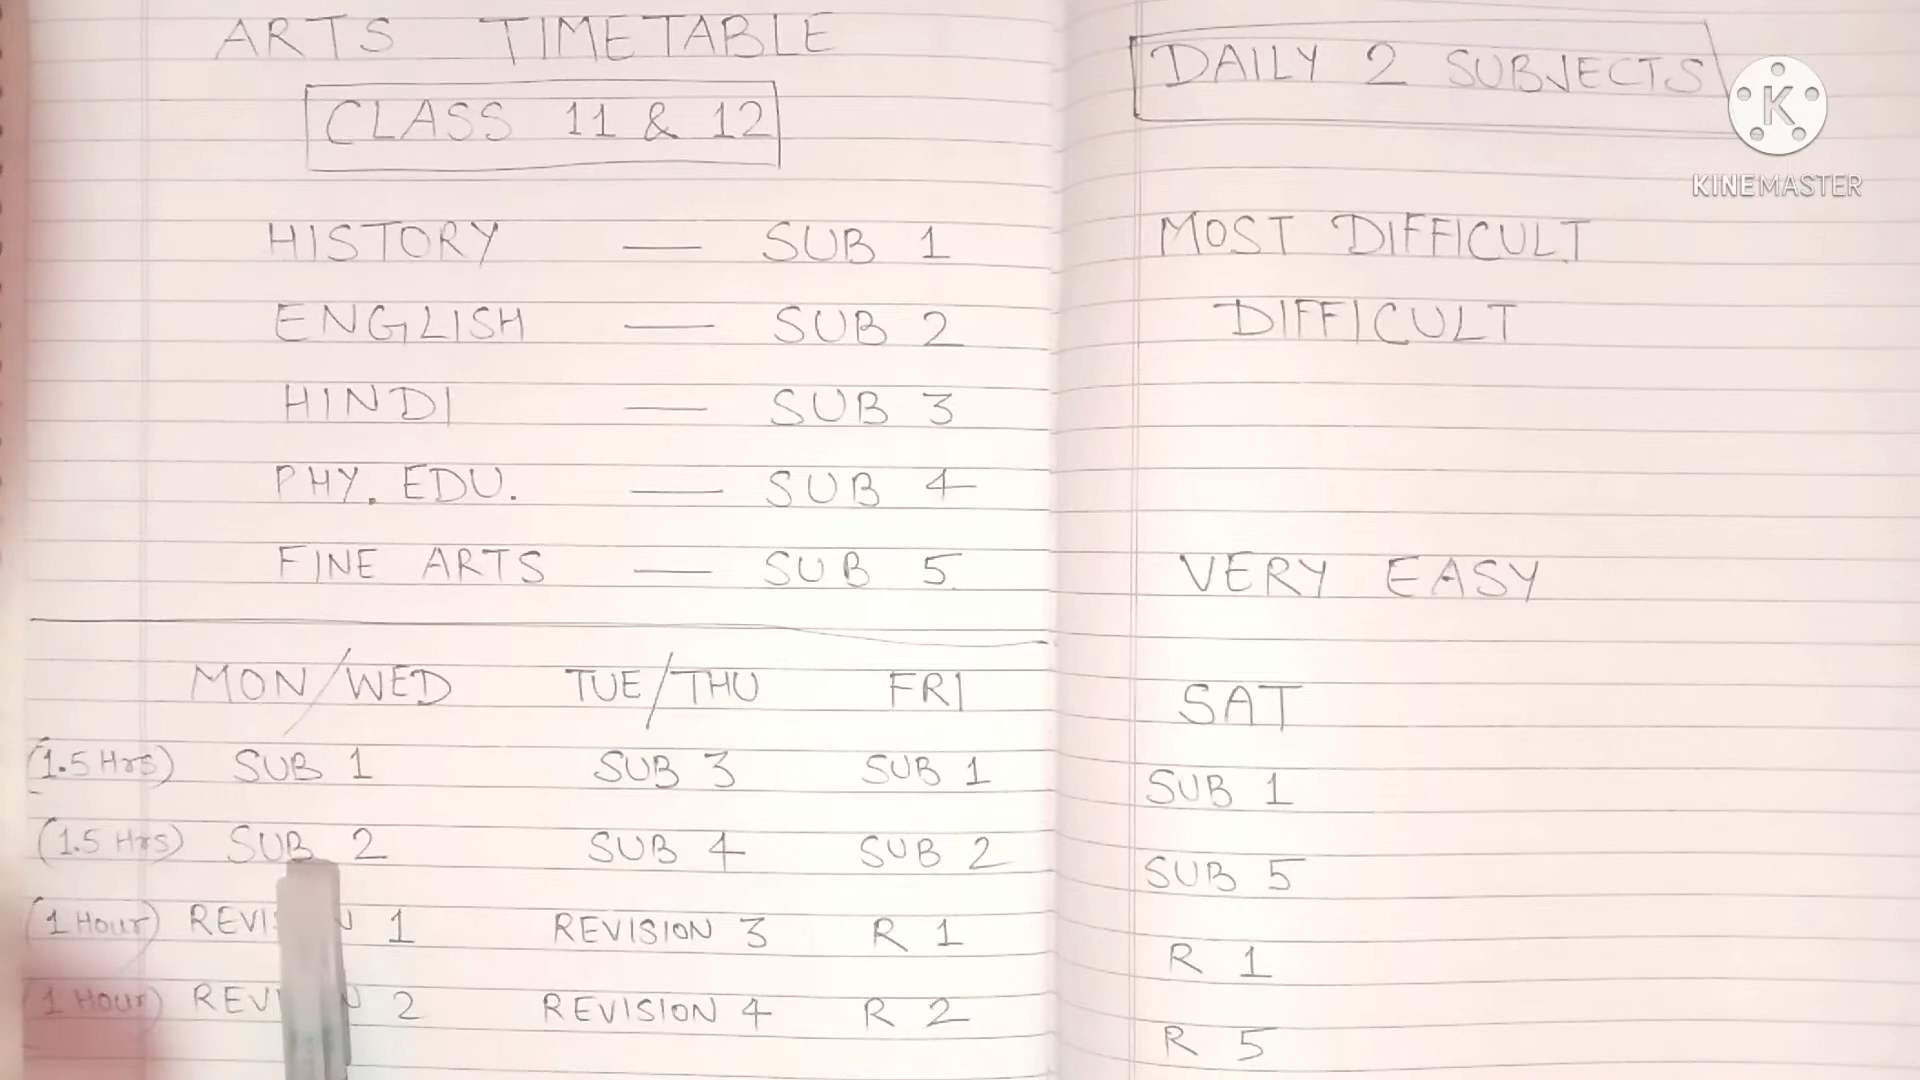 ARTS TIMETABLE
CLASS 11 & 12
HISTORY — SUB 1
ENGLISH — SUB 2
HINDI — SUB 3
PHY. EDU. — SUB 4
FINE ARTS — SUB 5
MON/WED TUE/THU FRI
(1.5 Hrs) SUB 1 SUB 3 SUB 1
(1.5 Hrs) SUB 2 SUB 4 SUB 2
(1 Hour) 1 REVISION 3 R 1
(1 Hour) 2 REVISION 4 R 2
DAILY 2 SUBJECTS
K
KINEMASTER
MOST DIFFICULT
DIFFICULT
VERY EASY
SAT
SUB 1
SUB 5
R 1
R 5